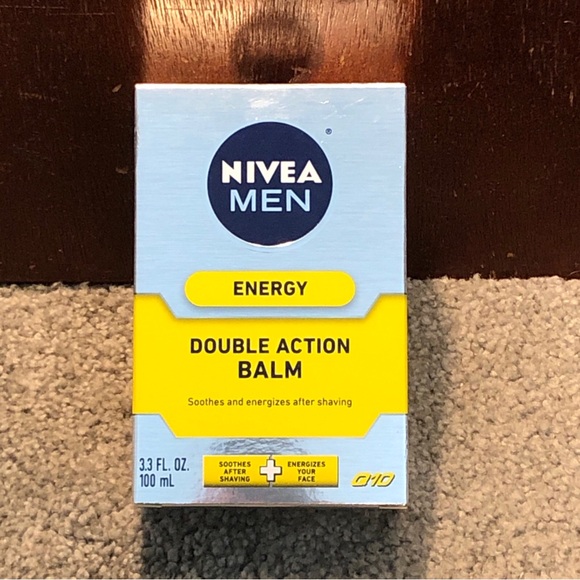 NIVEA
MEN
®
ENERGY
DOUBLE ACTION
BALM
Soothes and energizes after shaving
3.3 FL. OZ.
100 mL
SOOTHES
AFTER
SHAVING
ENERGIZES
YOUR
FACE
Q10